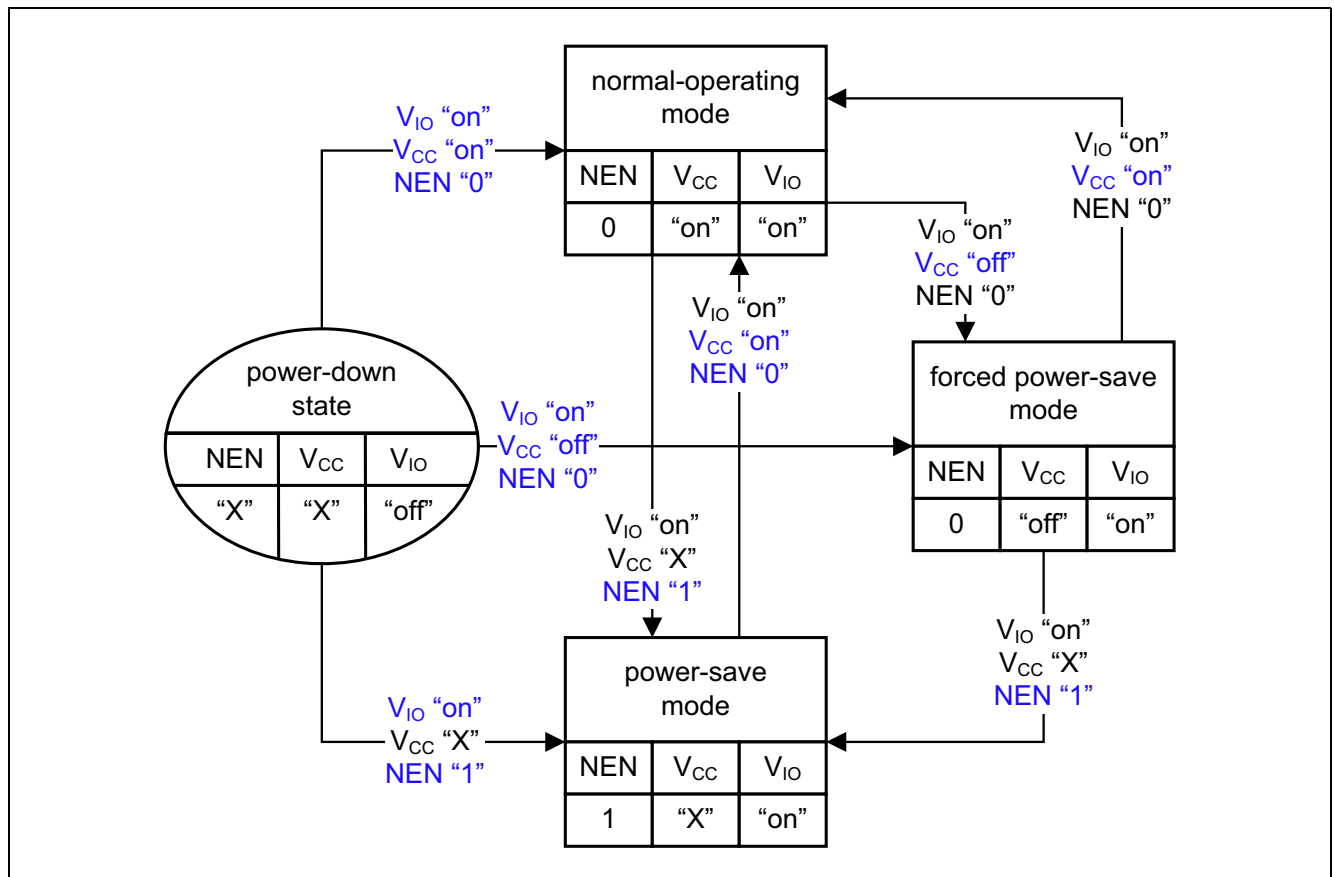 normal-operating
mode
NEN VCC VIO
0 “on” “on”
VIO “on”
VCC “on”
NEN “0”
VIO “on”
VCC “on”
NEN “0”
VIO “on”
VCC “off”
NEN “0”
VIO “on”
VCC “on”
NEN “0”
power-down
state
NEN VCC VIO
“X” “X” “off”
VIO “on”
VCC “off”
NEN “0”
forced power-save
mode
NEN VCC VIO
0 “off” “on”
VIO “on”
VCC “X”
NEN “1”
VIO “on”
VCC “X”
NEN “1”
VIO “on”
VCC “X”
NEN “1”
power-save
mode
NEN VCC VIO
1 “X” “on”